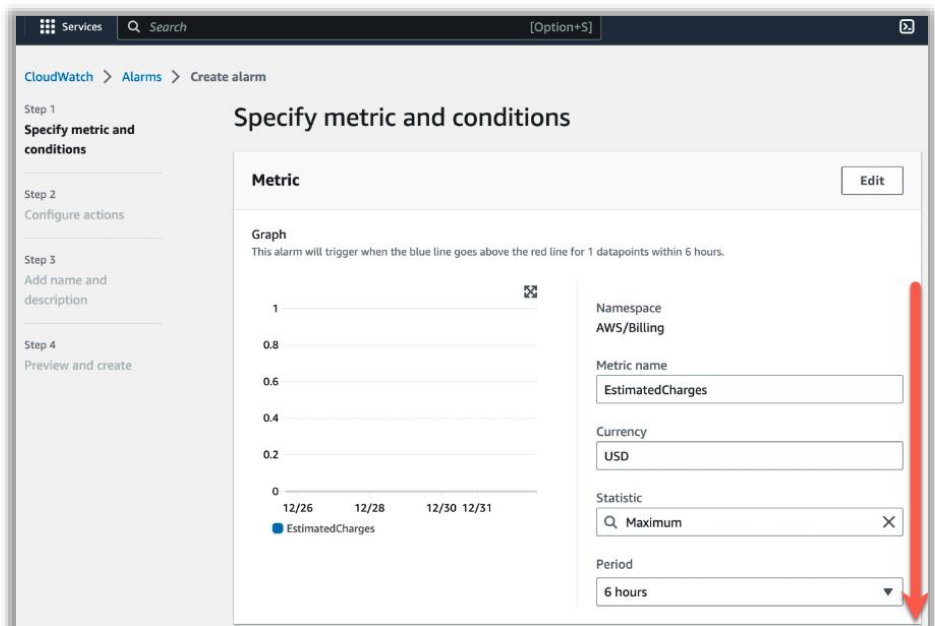 Services
Search
[Option+S]
CloudWatch > Alarms > Create alarm
Step 1
Specify metric and
conditions
Step 2
Configure actions
Step 3
Add name and
description
Step 4
Preview and create
Specify metric and conditions
Metric
Edit
Graph
This alarm will trigger when the blue line goes above the red line for 1 datapoints within 6 hours.
1
0.8
0.6
0.4
0.2
0
12/26 12/28 12/30 12/31
EstimatedCharges
Namespace
AWS/Billing
Metric name
EstimatedCharges
Currency
USD
Statistic
Maximum
Period
6 hours